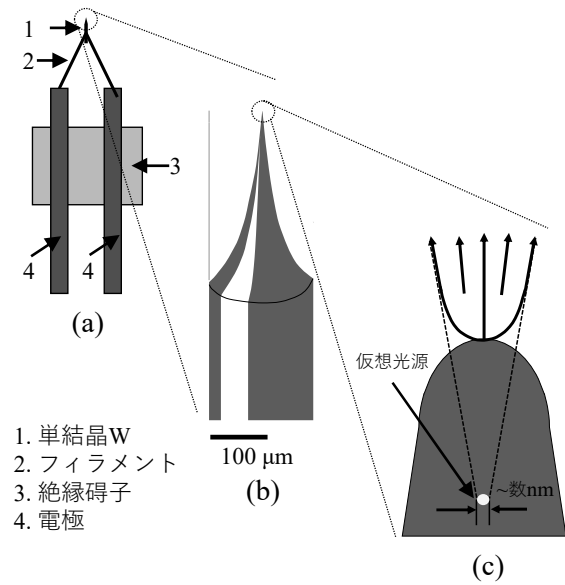 1
2
3
4
4
(a)
100 μm
(b)
仮想光源
~数nm
(c)
1. 単結晶W
2. フィラメント
3. 絶縁碍子
4. 電極